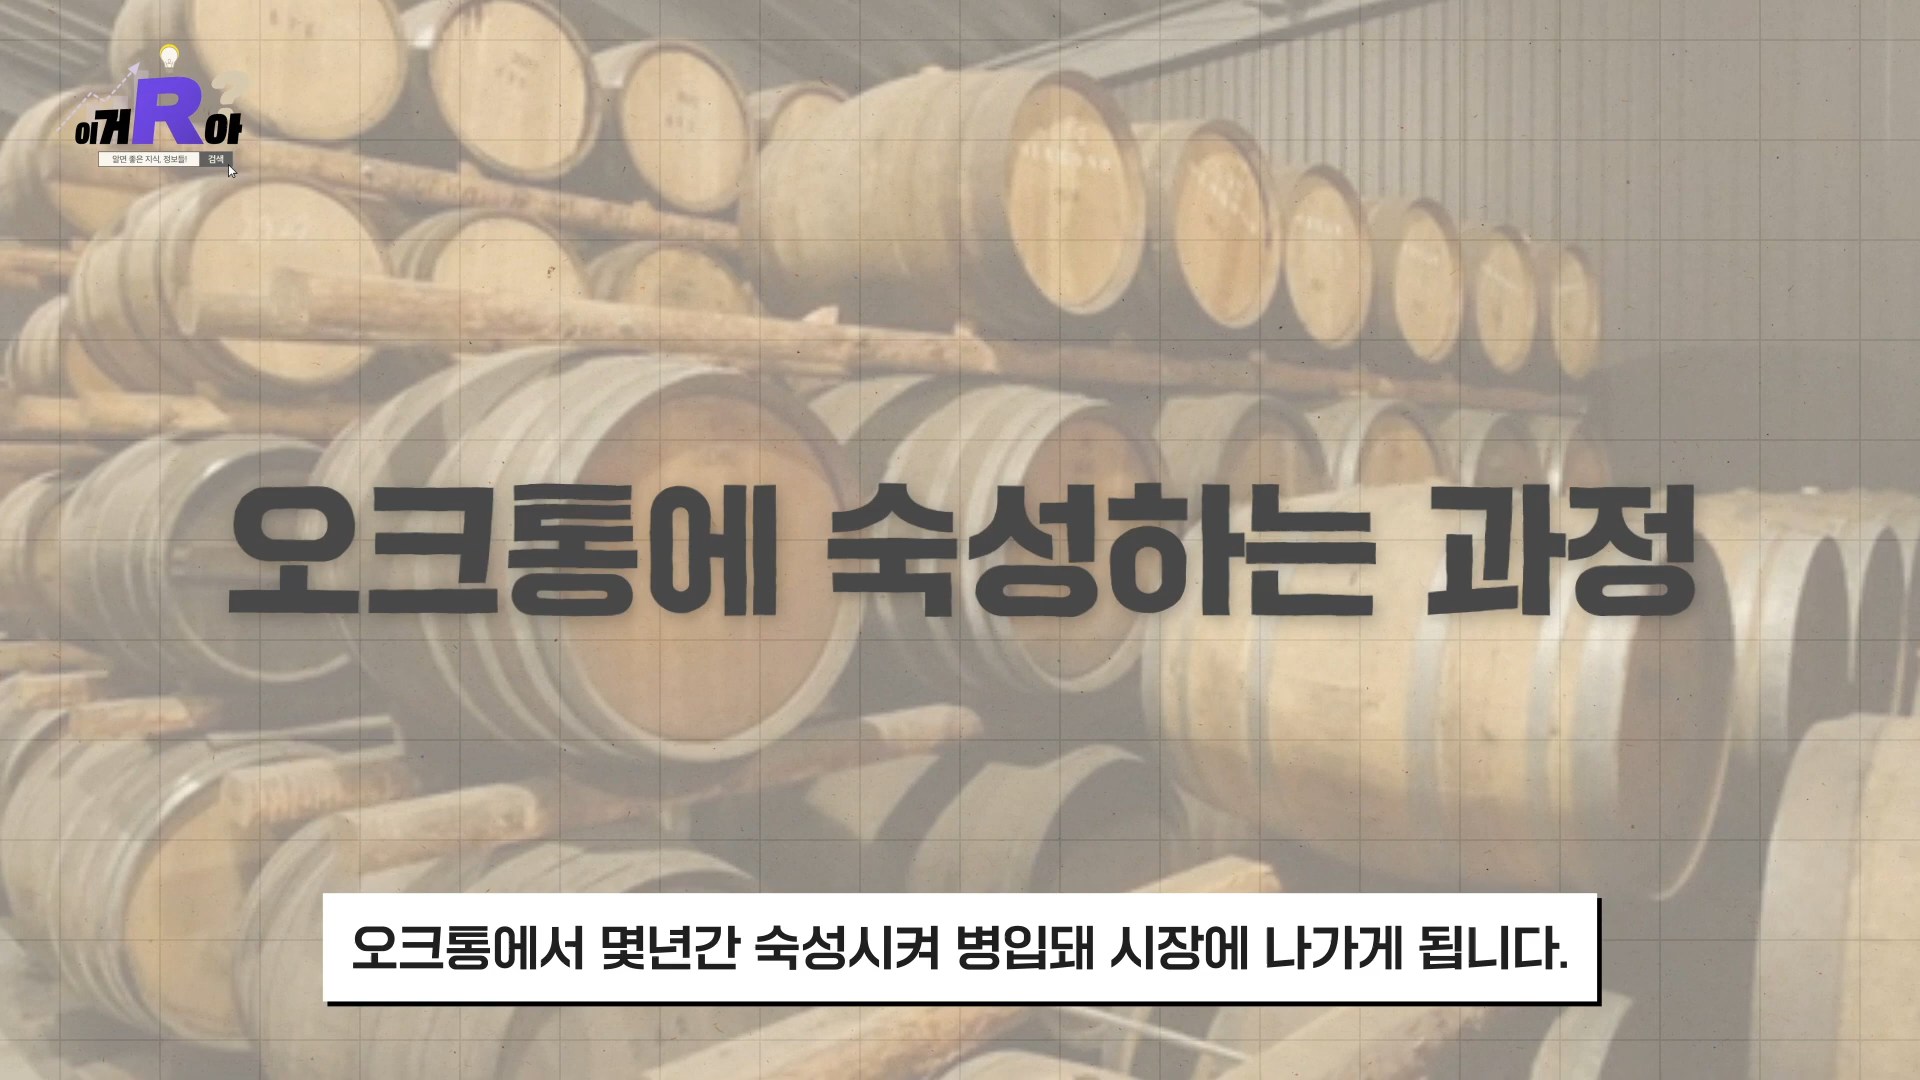 이거R아?
알면 좋은 지식, 정보들! 검색
오크통에 숙성하는 과정
오크통에서 몇년간 숙성시켜 병입돼 시장에 나가게 됩니다.